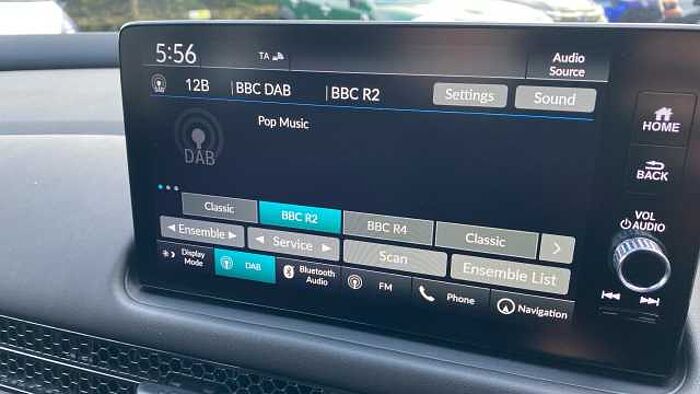 5:56 TA Audio
Source
DAB 12B |BBC DAB |BBC R2 Settings Sound
Pop Music
DAB
HOME
BACK
Classic BBC R2 BBC R4 Classic >
◄ Ensemble ► ◄ Service ► Scan Ensemble List
Display
Mode DAB Bluetooth
Audio FM Phone Navigation
VOL
AUDIO